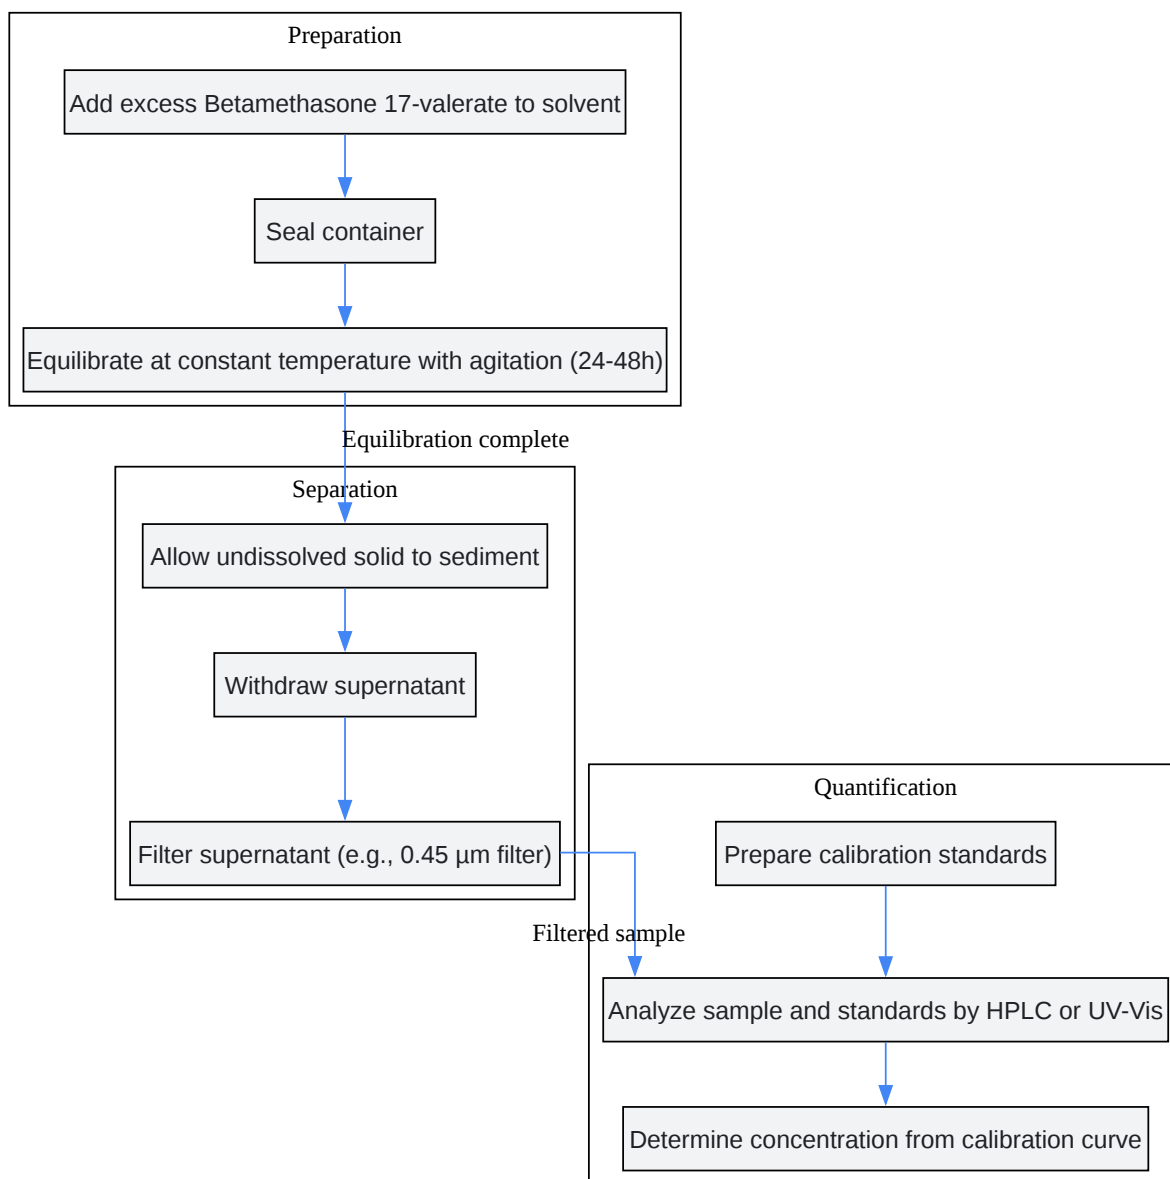 Preparation
Add excess Betamethasone 17-valerate to solvent
Seal container
Equilibrate at constant temperature with agitation (24-48h)
Equilibration complete
Separation
Allow undissolved solid to sediment
Withdraw supernatant
Filter supernatant (e.g., 0.45 µm filter)
Filtered sample
Quantification
Prepare calibration standards
Analyze sample and standards by HPLC or UV-Vis
Determine concentration from calibration curve